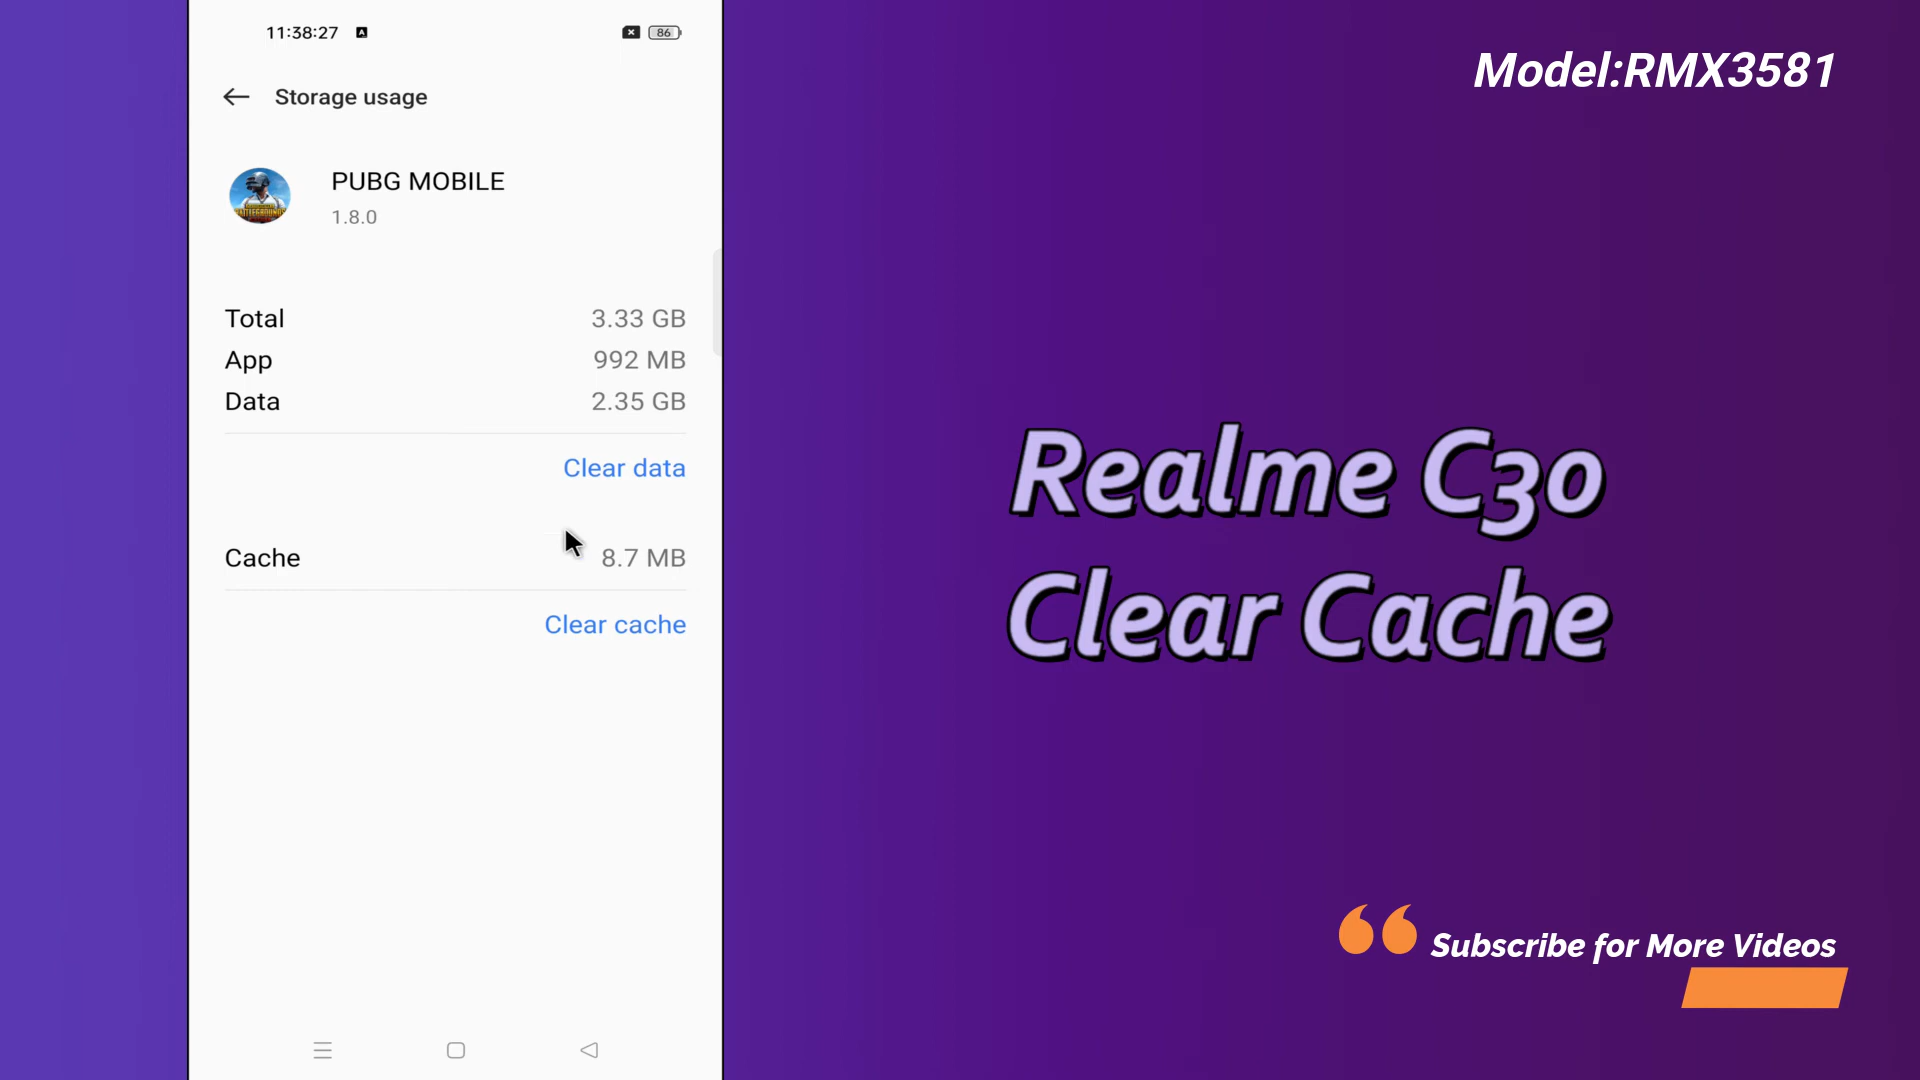 11:38:27
86
Storage usage
PUBG MOBILE
1.8.0
Total 3.33 GB
App 992 MB
Data 2.35 GB
Clear data
Cache 8.7 MB
Clear cache
Model:RMX3581
Realme C30
Clear Cache
Subscribe for More Videos